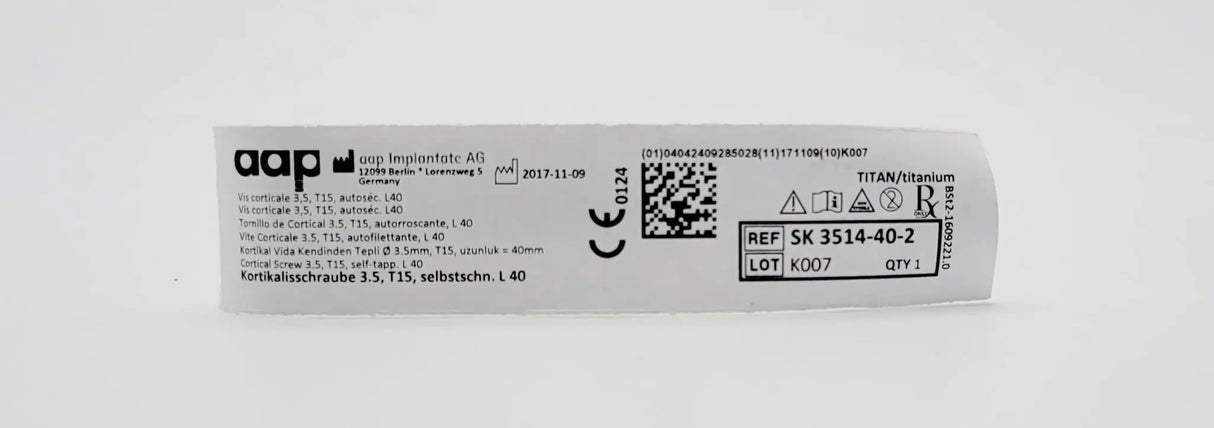 aap
aap Implantate AG
12099 Berlin * Lorenzweg 5
Germany
2017-11-09
Vis corticale 3,5, T15, autoséc. L40
Vis corticale 3,5, T15, autoséc. L40
Tornillo de Cortical 3.5, T15, autorroscante, L 40
Vite Corticale 3.5, T15, autofilettante, L 40
Kortikal Vida Kendinden Tepli Ø 3.5mm, T15, uzunluk = 40mm
Cortical Screw 3.5, T15, self-tapp. L 40
Kortikalisschraube 3.5, T15, selbstschn. L 40
CE 0124
(01)04042409285028(11)171109(10)K007
TITAN/titanium
Rx ONLY
REF SK 3514-40-2
LOT K007 QTY 1
BSt2-1609221.0